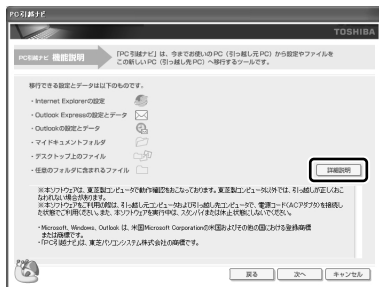 PC引越ナビ
TOSHIBA
PC引越ナビ 機能説明
「PC引越ナビ」は、今までお使いのPC（引っ越し元PC）から設定やファイルを
この新しいPC（引っ越し先PC）へ移行するツールです。
移行できる設定とデータは以下のものです。
・Internet Explorerの設定
・Outlook Expressの設定とデータ
・Outlookの設定とデータ
・マイドキュメントフォルダ
・デスクトップ上のファイル
・任意のフォルダに含まれるファイル
詳細説明
※本ソフトウェアは、東芝製コンピュータで動作確認をおこなっております。東芝製コンピュータ以外では、引っ越しが正しくおこ
なわれない場合があります。
※本ソフトウェアをご利用の際は、引っ越し元コンピュータおよび引っ越し先コンピュータで、電源コード(ACアダプタ)を接続し
た状態でご利用ください。また、本ソフトウェアを実行中は、スタンバイまたは休止状態にしないでください。
・Microsoft, Windows, Outlook は、米国Microsoft Corporationの米国およびその他の国における登録商標
または商標です。
・「PC引越ナビ」は、東芝パソコンシステム株式会社の商標です。
戻る
次へ
キャンセル